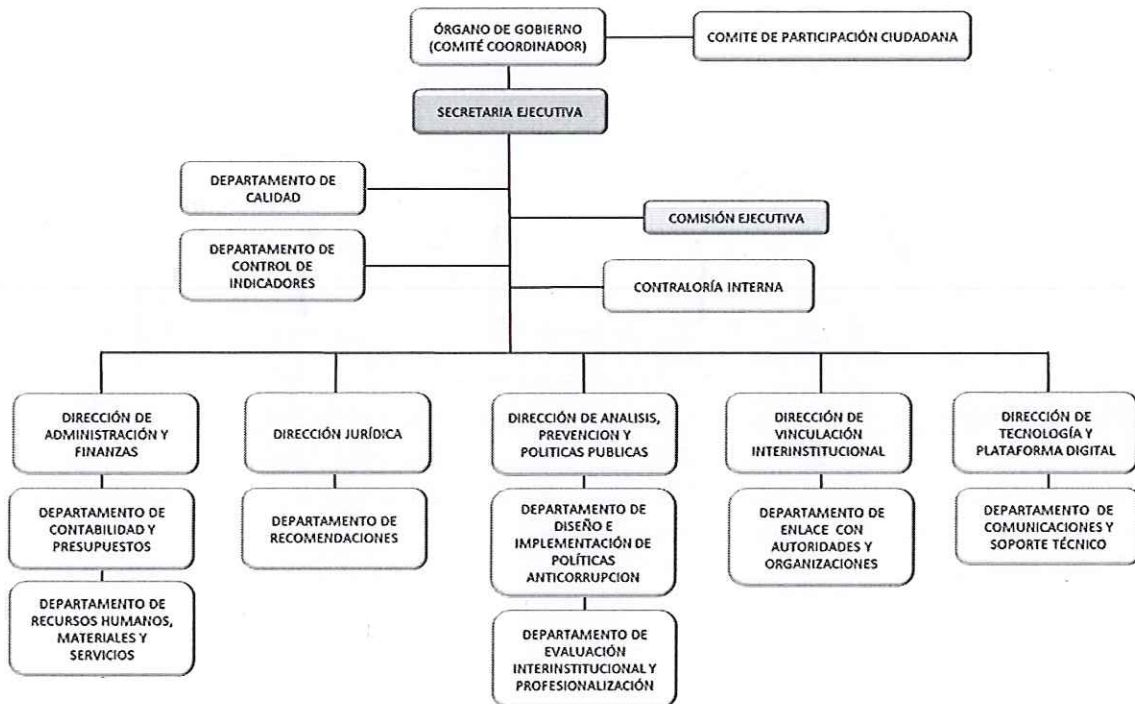 ÓRGANO DE GOBIERNO
(COMITÉ COORDINADOR)
COMITE DE PARTICIPACIÓN CIUDADANA
SECRETARIA EJECUTIVA
DEPARTAMENTO DE
CALIDAD
COMISIÓN EJECUTIVA
DEPARTAMENTO DE
CONTROL DE
INDICADORES
CONTRALORÍA INTERNA
DIRECCIÓN DE
ADMINISTRACIÓN Y
FINANZAS
DIRECCIÓN JURÍDICA
DIRECCIÓN DE ANALISIS,
PREVENCION Y
POLITICAS PUBLICAS
DIRECCIÓN DE
VINCULACIÓN
INTERINSTITUCIONAL
DIRECCIÓN DE
TECNOLOGÍA Y
PLATAFORMA DIGITAL
DEPARTAMENTO DE
CONTABILIDAD Y
PRESUPUESTOS
DEPARTAMENTO DE
RECOMENDACIONES
DEPARTAMENTO DE
DISEÑO E
IMPLEMENTACIÓN DE
POLÍTICAS
ANTICORRUPCION
DEPARTAMENTO DE
ENLACE CON
AUTORIDADES Y
ORGANIZACIONES
DEPARTAMENTO DE
COMUNICACIONES Y
SOPORTE TÉCNICO
DEPARTAMENTO DE
RECURSOS HUMANOS,
MATERIALES Y
SERVICIOS
DEPARTAMENTO DE
EVALUACIÓN
INTERINSTITUCIONAL Y
PROFESIONALIZACIÓN